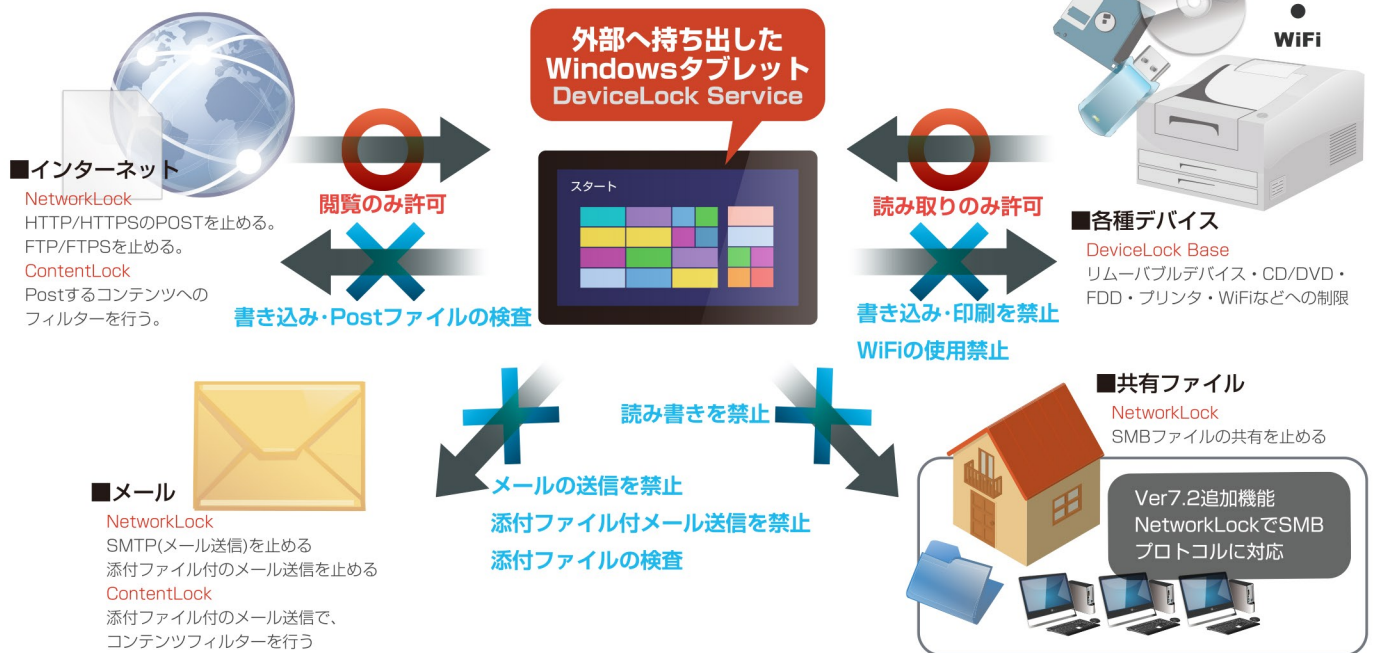 外部へ持ち出した
Windowsタブレット
DeviceLock Service
WiFi
スタート
■インターネット
NetworkLock
HTTP/HTTPSのPOSTを止める。
FTP/FTPSを止める。
ContentLock
Postするコンテンツへの
フィルターを行う。
閲覧のみ許可
書き込み・Postファイルの検査
読み取りのみ許可
書き込み・印刷を禁止
WiFiの使用禁止
■各種デバイス
DeviceLock Base
リムーバブルデバイス・CD/DVD・
FDD・プリンタ・WiFiなどへの制限
■メール
NetworkLock
SMTP(メール送信)を止める
添付ファイル付のメール送信を止める
ContentLock
添付ファイル付のメール送信で、
コンテンツフィルターを行う
読み書きを禁止
メールの送信を禁止
添付ファイル付メール送信を禁止
添付ファイルの検査
■共有ファイル
NetworkLock
SMBファイルの共有を止める
Ver7.2追加機能
NetworkLockでSMB
プロトコルに対応